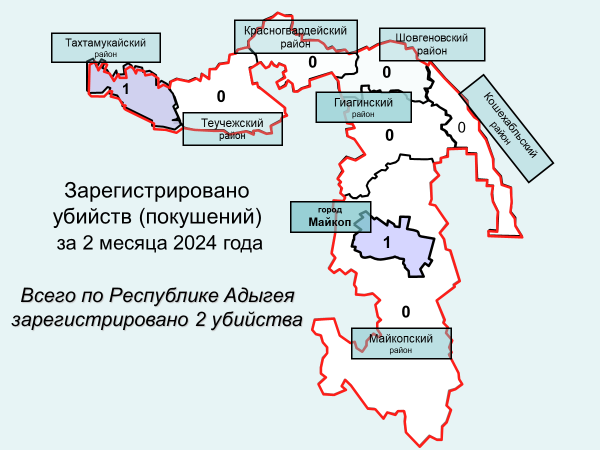 Красногвардейский
район
Тахтамукайский
район
Шовгеновский
район
0
0
1
0
Гиагинский
район
Кошехабльский
район
Теучежский
район
0
0
Зарегистрировано
убийств (покушений)
за 2 месяца 2024 года
город
Майкоп
1
Всего по Республике Адыгея
зарегистрировано 2 убийства
0
Майкопский
район